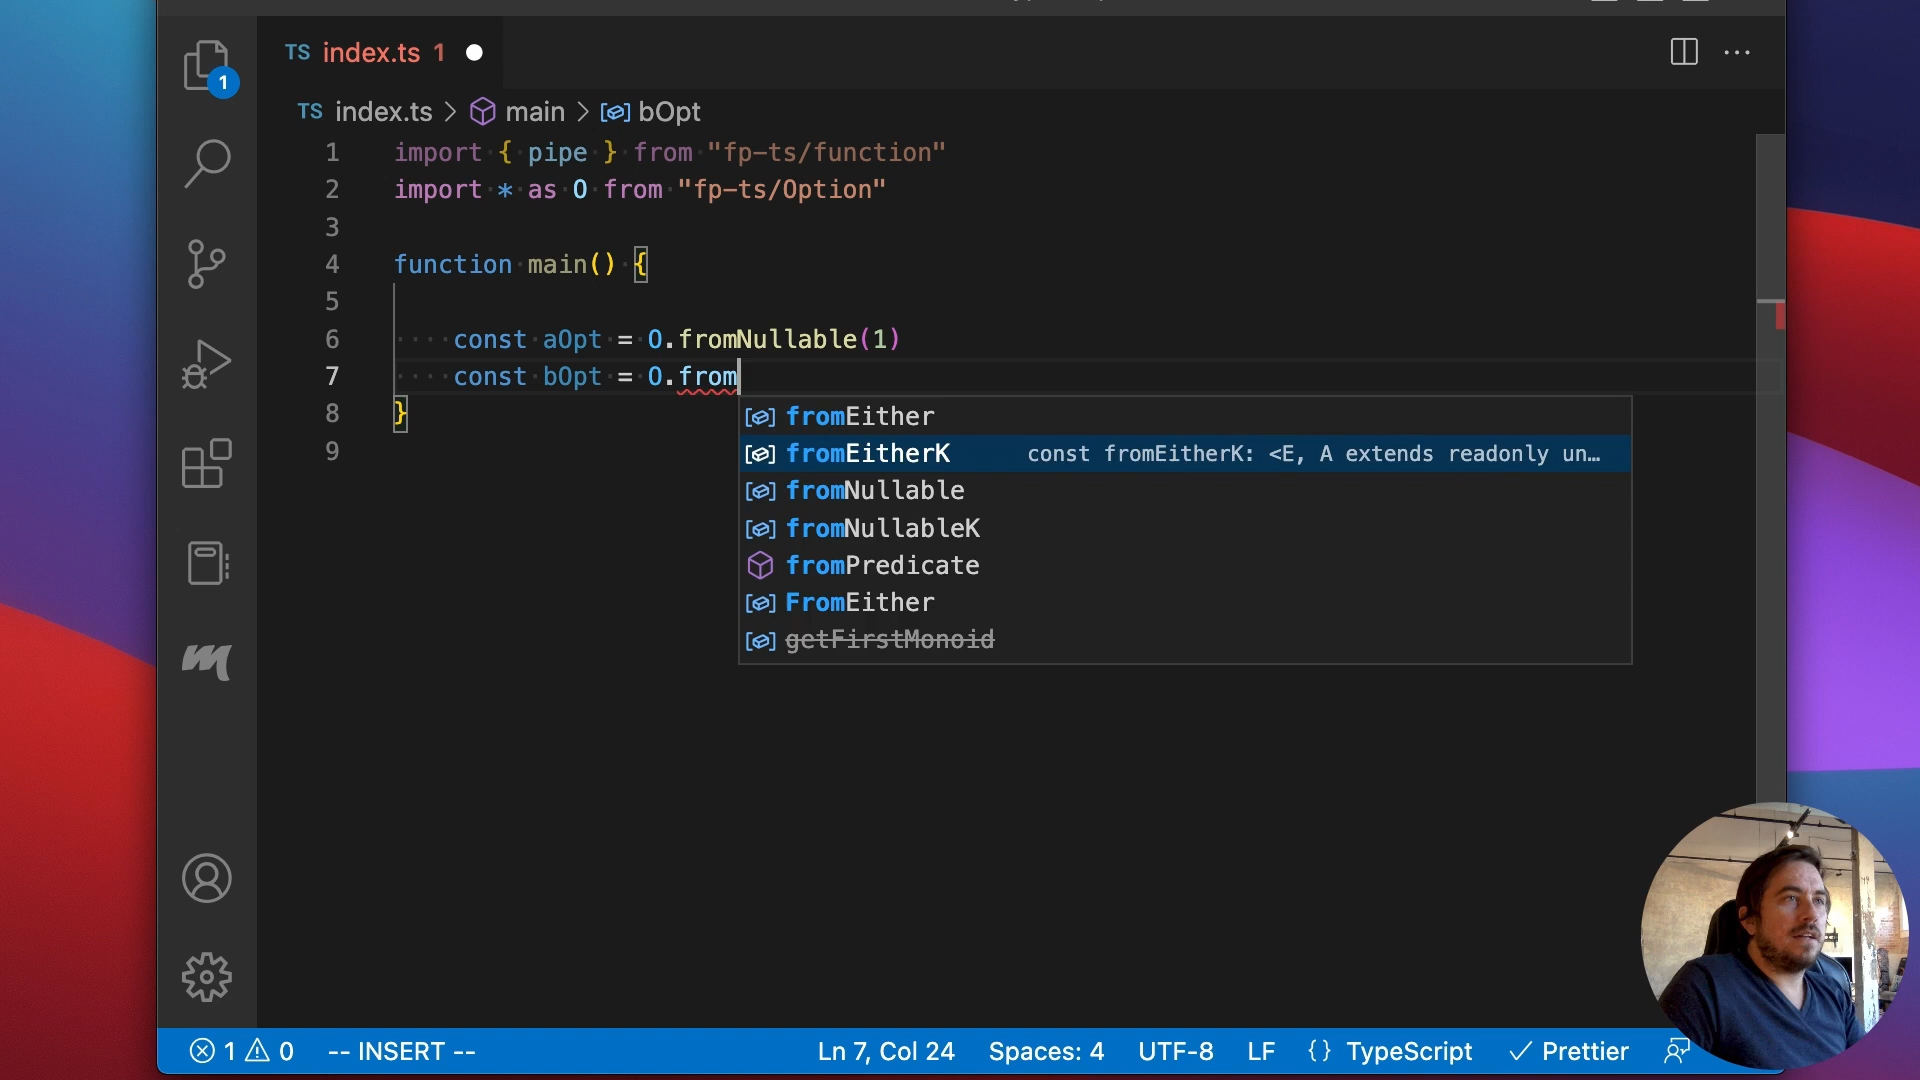 1
TS index.ts 1
TS index.ts > main > bOpt
1 import { pipe } from "fp-ts/function"
2 import * as O from "fp-ts/Option"
3
4 function main() {
5
6 const aOpt = O.fromNullable(1)
7 const bOpt = O.from
8 }
9
fromEither
fromEitherK const fromEitherK: <E, A extends readonly un…
fromNullable
fromNullableK
fromPredicate
FromEither
getFirstMonoid
1 0 -- INSERT -- Ln 7, Col 24 Spaces: 4 UTF-8 LF {} TypeScript ✓ Prettier